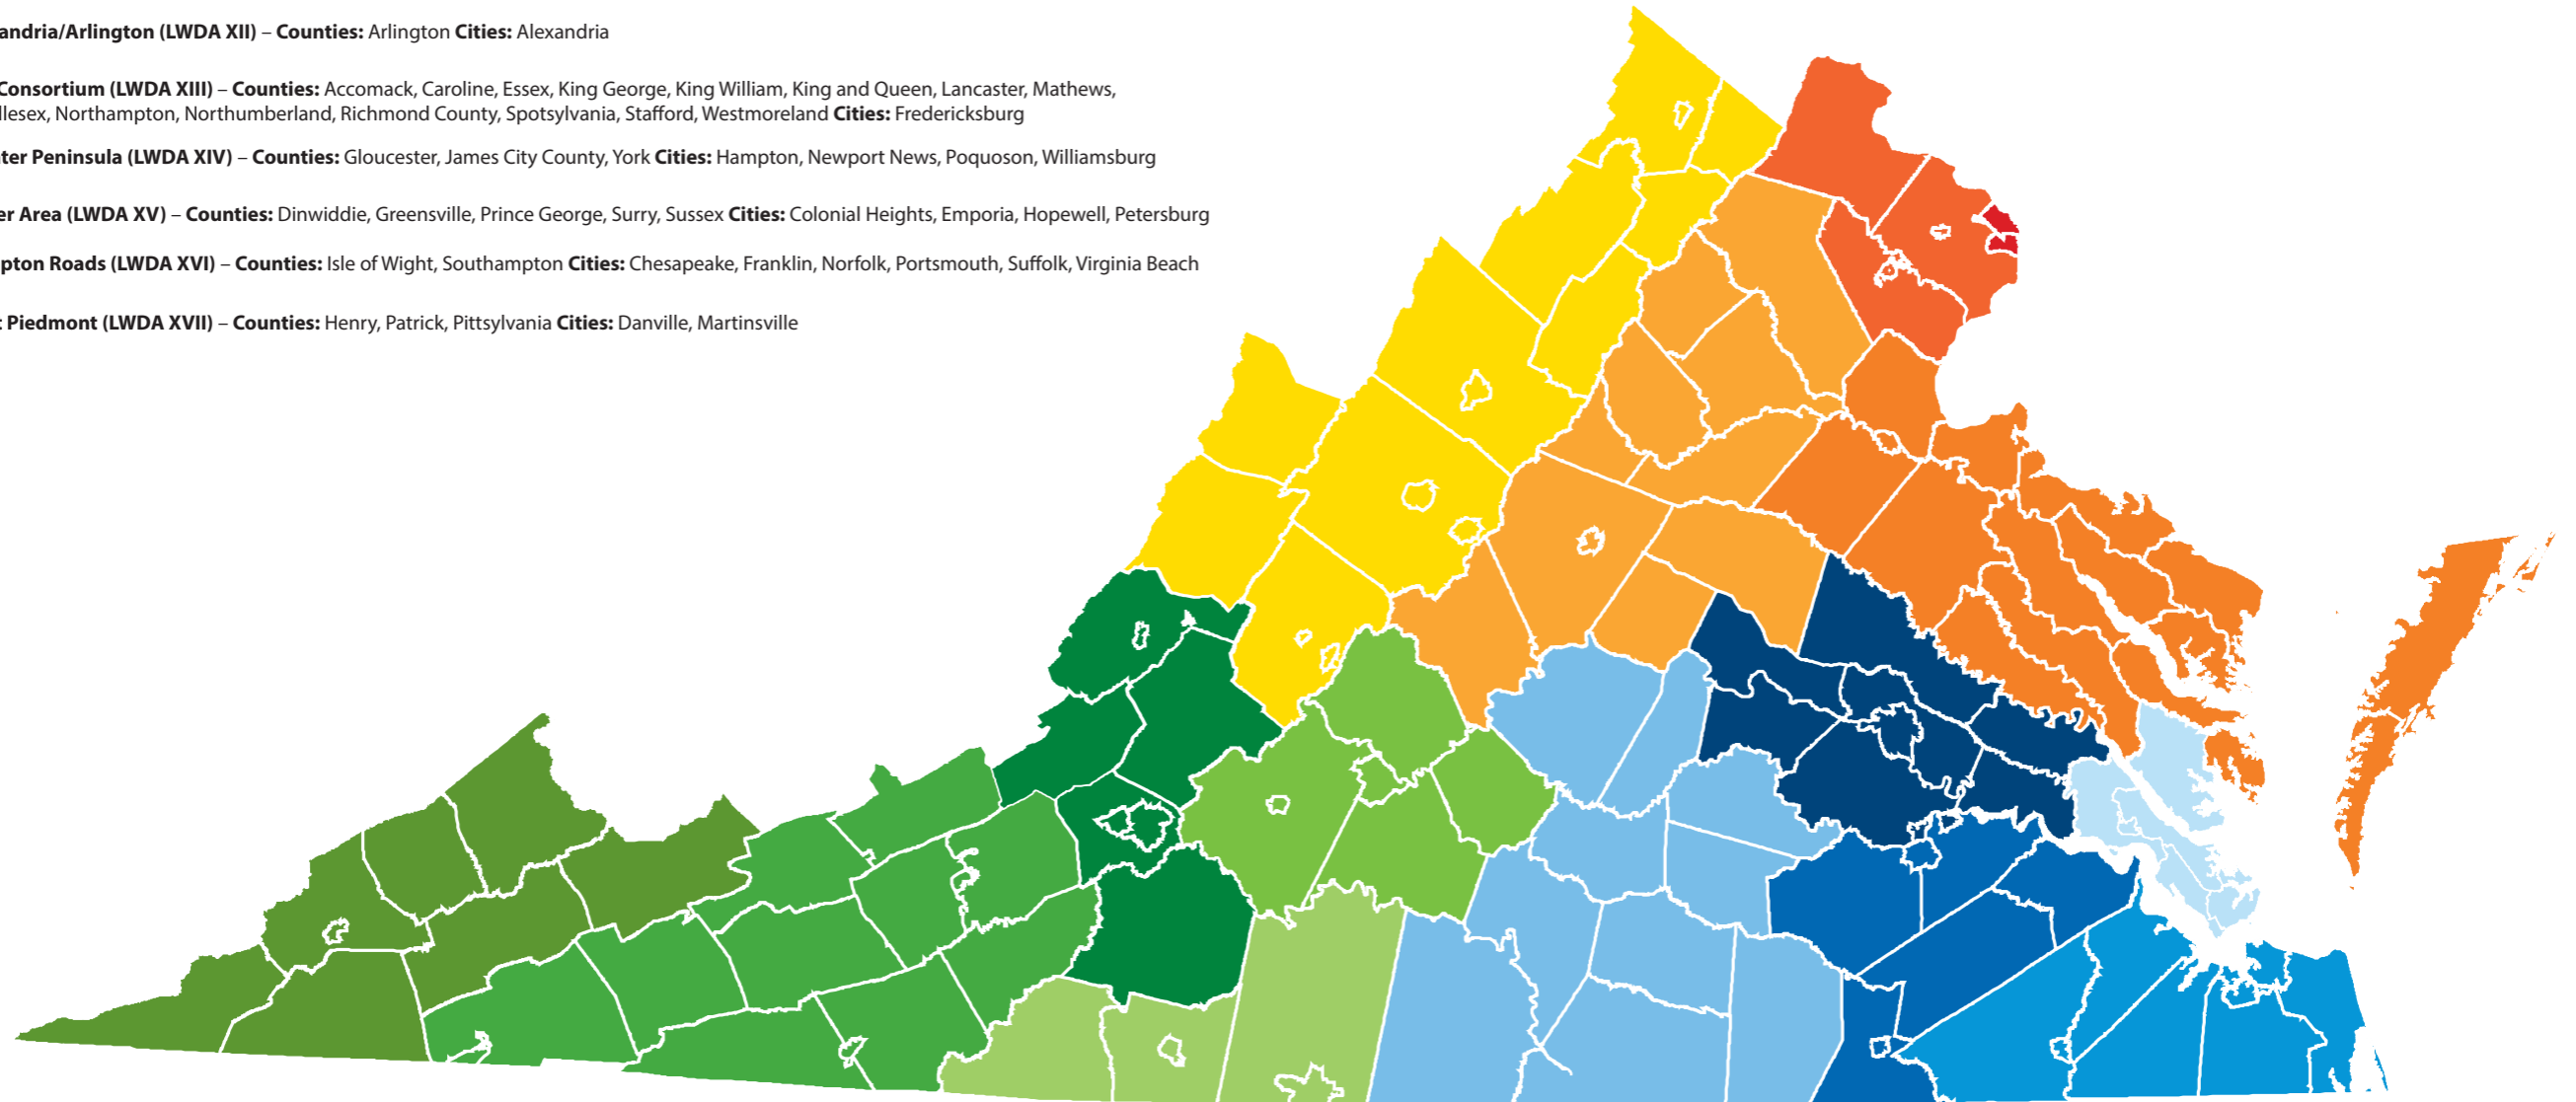 andria/Arlington (LWDA XII) – Counties: Arlington Cities: Alexandria
Consortium (LWDA XIII) – Counties: Accomack, Caroline, Essex, King George, King William, King and Queen, Lancaster, Mathews,
llesex, Northampton, Northumberland, Richmond County, Spotsylvania, Stafford, Westmoreland Cities: Fredericksburg
ter Peninsula (LWDA XIV) – Counties: Gloucester, James City County, York Cities: Hampton, Newport News, Poquoson, Williamsburg
er Area (LWDA XV) – Counties: Dinwiddie, Greensville, Prince George, Surry, Sussex Cities: Colonial Heights, Emporia, Hopewell, Petersburg
pton Roads (LWDA XVI) – Counties: Isle of Wight, Southampton Cities: Chesapeake, Franklin, Norfolk, Portsmouth, Suffolk, Virginia Beach
t Piedmont (LWDA XVII) – Counties: Henry, Patrick, Pittsylvania Cities: Danville, Martinsville